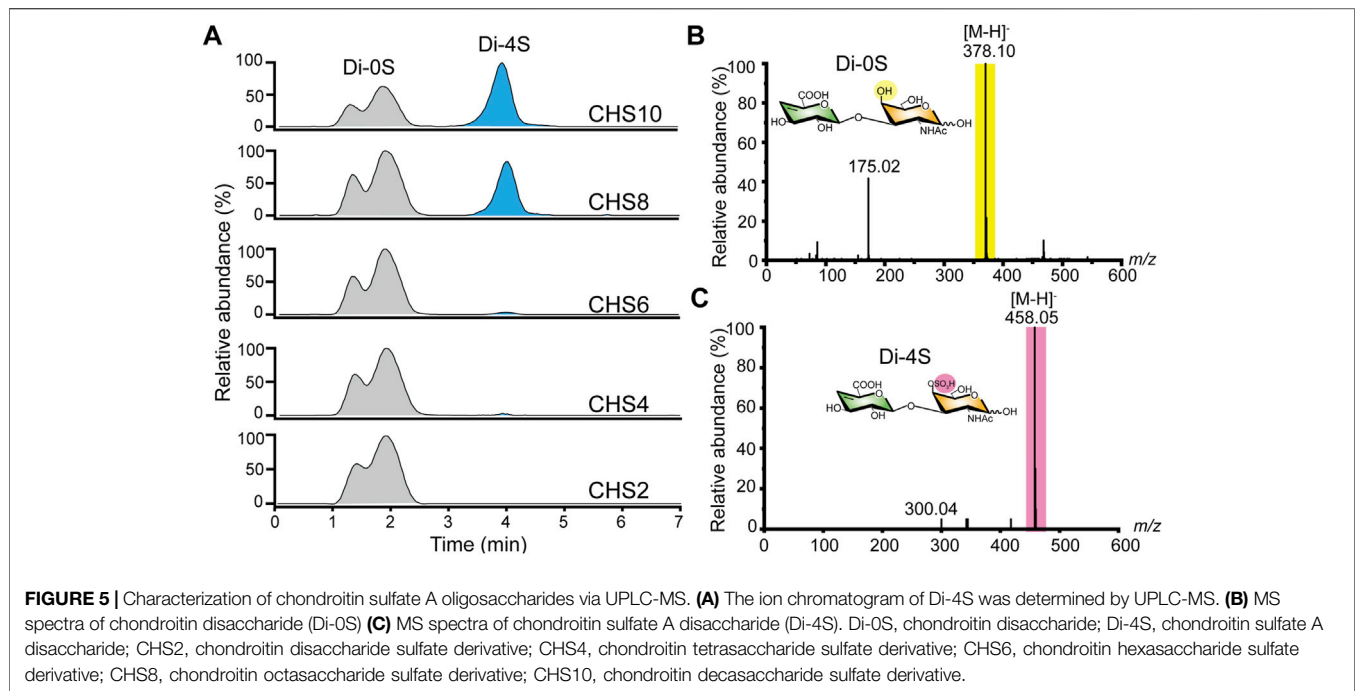 A
Di-0S
Di-4S
100
50
0
CHS10
100
50
0
CHS8
100
50
0
CHS6
100
50
0
CHS4
100
50
0
CHS2
Relative abundance (%)
0 1 2 3 4 5 6 7
Time (min)
B
[M-H]-
378.10
Di-0S
100
80
60
40
20
0
Relative abundance (%)
COOH
O
HO
OH
O
OH
OH
O
NHAc
OH
175.02
0 100 200 300 400 500 600
m/z
C
[M-H]-
458.05
Di-4S
100
80
60
40
20
0
Relative abundance (%)
COOH
O
HO
OH
O
OSO3H
OH
O
NHAc
OH
300.04
0 100 200 300 400 500 600
m/z
FIGURE 5 | Characterization of chondroitin sulfate A oligosaccharides via UPLC-MS. (A) The ion chromatogram of Di-4S was determined by UPLC-MS. (B) MS
spectra of chondroitin disaccharide (Di-0S) (C) MS spectra of chondroitin sulfate A disaccharide (Di-4S). Di-0S, chondroitin disaccharide; Di-4S, chondroitin sulfate A
disaccharide; CHS2, chondroitin disaccharide sulfate derivative; CHS4, chondroitin tetrasaccharide sulfate derivative; CHS6, chondroitin hexasaccharide sulfate
derivative; CHS8, chondroitin octasaccharide sulfate derivative; CHS10, chondroitin decasaccharide sulfate derivative.